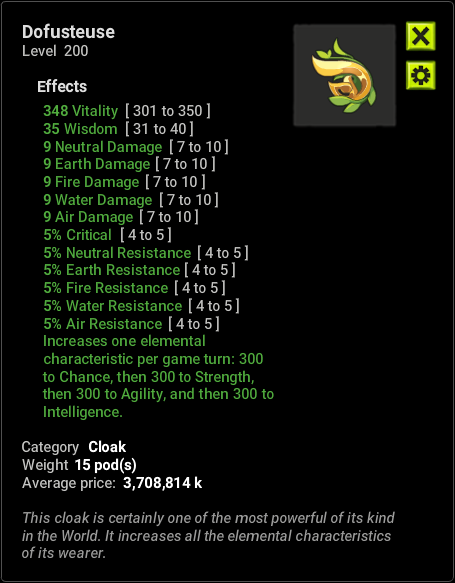 Dofusteuse
Level 200
Effects
348 Vitality [ 301 to 350 ]
35 Wisdom [ 31 to 40 ]
9 Neutral Damage [ 7 to 10 ]
9 Earth Damage [ 7 to 10 ]
9 Fire Damage [ 7 to 10 ]
9 Water Damage [ 7 to 10 ]
9 Air Damage [ 7 to 10 ]
5% Critical [ 4 to 5 ]
5% Neutral Resistance [ 4 to 5 ]
5% Earth Resistance [ 4 to 5 ]
5% Fire Resistance [ 4 to 5 ]
5% Water Resistance [ 4 to 5 ]
5% Air Resistance [ 4 to 5 ]
Increases one elemental
characteristic per game turn: 300
to Chance, then 300 to Strength,
then 300 to Agility, and then 300 to
Intelligence.
Category Cloak
Weight 15 pod(s)
Average price: 3,708,814 k
This cloak is certainly one of the most powerful of its kind
in the World. It increases all the elemental characteristics
of its wearer.